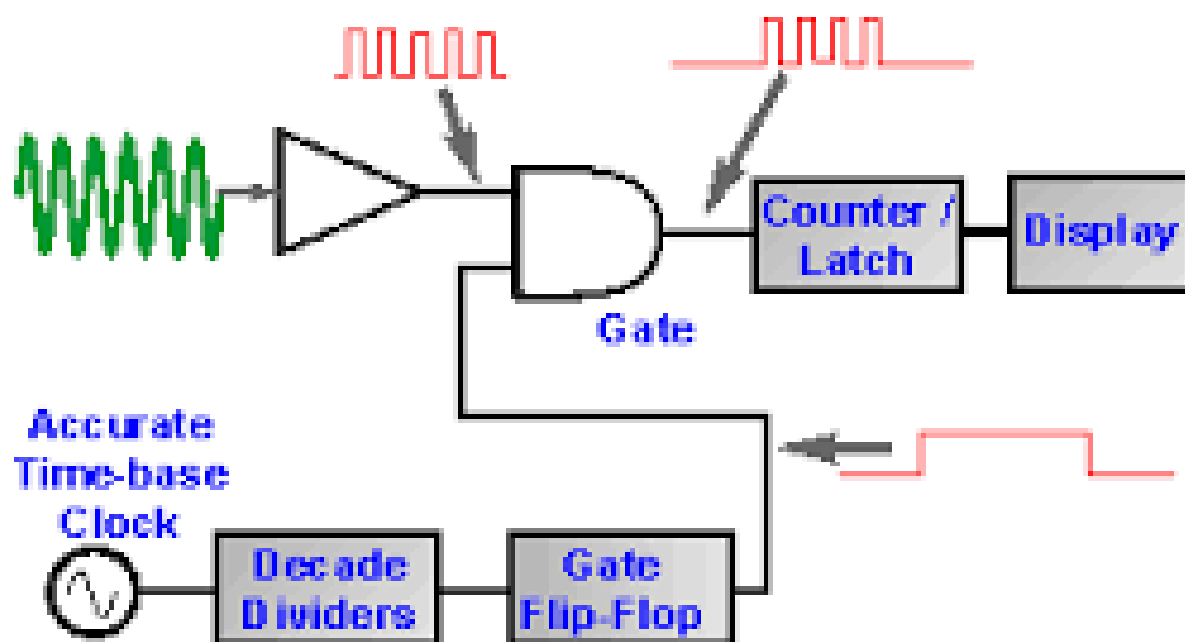 Counter /
Latch
Display
Gate
Accurate
Time-base
Clock
Decade
Dividers
Gate
Flip-Flop